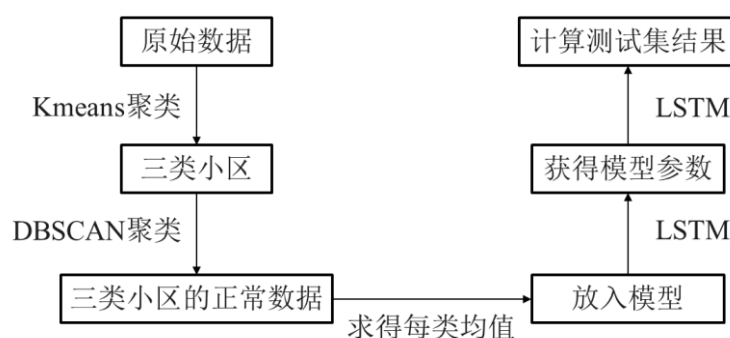 原始数据
计算测试集结果
Kmeans聚类
LSTM
三类小区
获得模型参数
DBSCAN聚类
LSTM
三类小区的正常数据
放入模型
求得每类均值